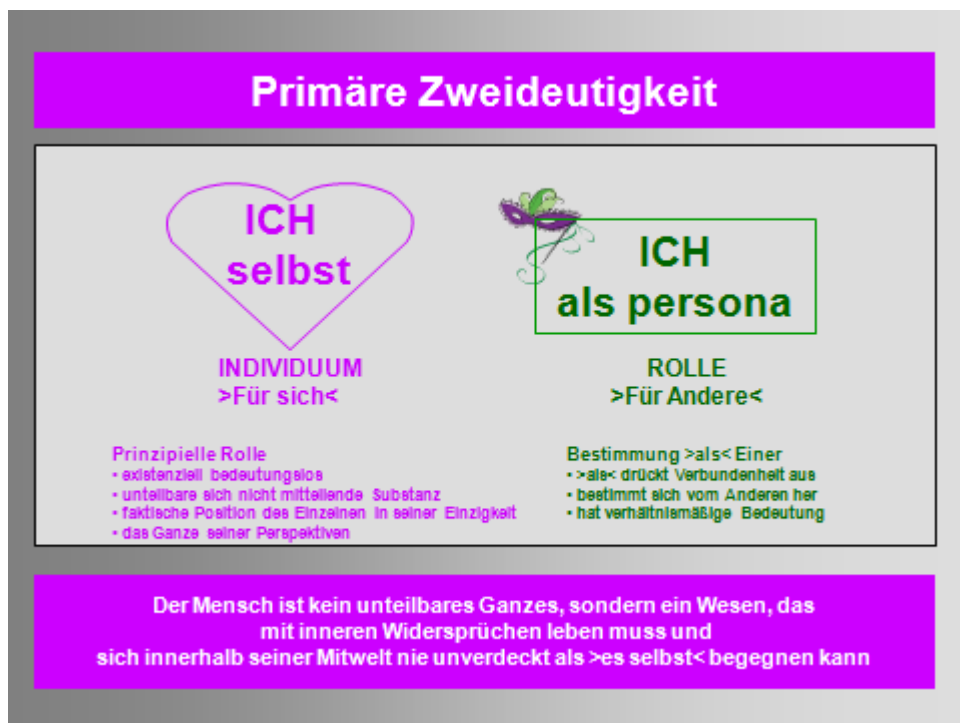 Primäre Zweideutigkeit
ICH
selbst
ICH
als persona
INDIVIDUUM
>Für sich<
ROLLE
>Für Andere<
Prinzipielle Rolle
• existenziell bedeutungslos
• unteilbare sich nicht mitteilende Substanz
• faktische Position des Einzelnen in seiner Einzigkeit
• das Ganze seiner Perspektiven
Bestimmung >als< Einer
• >als< drückt Verbundenheit aus
• bestimmt sich vom Anderen her
• hat verhältnismäßige Bedeutung
Der Mensch ist kein unteilbares Ganzes, sondern ein Wesen, das
mit inneren Widersprüchen leben muss und
sich innerhalb seiner Mitwelt nie unverdeckt als >es selbst< begegnen kann